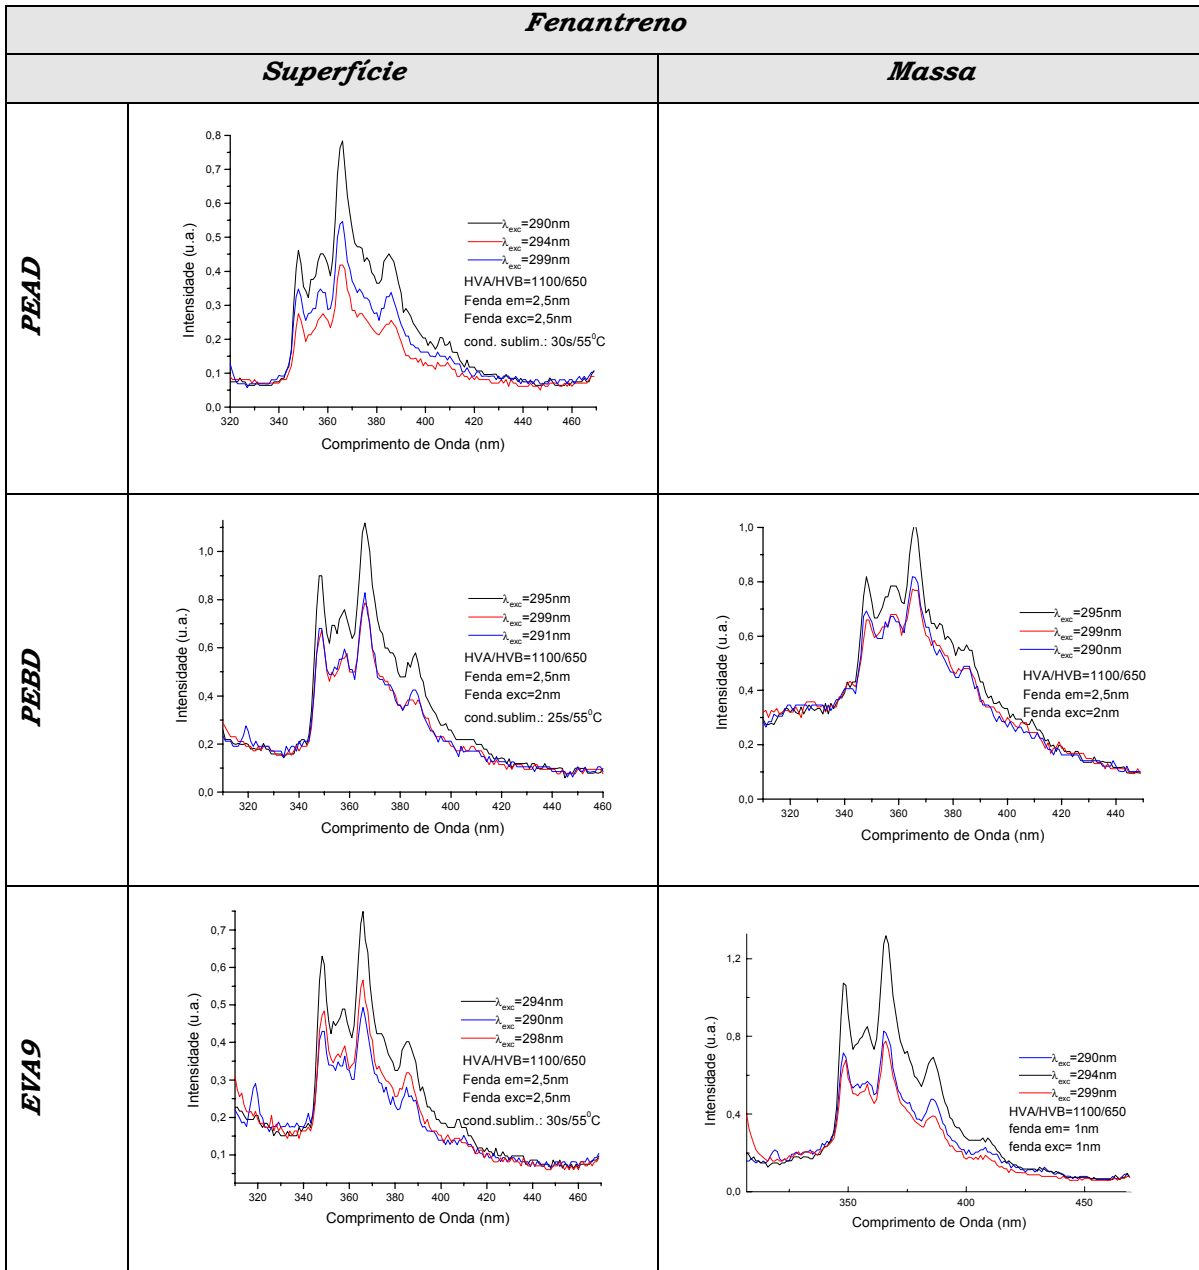 Fenantreno
Superfície
Massa
PEAD
0,8
0,7
0,6
0,5
0,4
0,3
0,2
0,1
0,0
Intensidade (u.a.)
λexc=290nm
λexc=294nm
λexc=299nm
HVA/HVB=1100/650
Fenda em=2,5nm
Fenda exc=2,5nm
cond. sublim.: 30s/55⁰C
320 340 360 380 400 420 440 460
Comprimento de Onda (nm)
PEBD
1,0
0,8
0,6
0,4
0,2
0,0
Intensidade (u.a.)
λexc=295nm
λexc=299nm
λexc=291nm
HVA/HVB=1100/650
Fenda em=2,5nm
Fenda exc=2nm
cond.sublim.: 25s/55⁰C
320 340 360 380 400 420 440 460
Comprimento de Onda (nm)
1,0
0,8
0,6
0,4
0,2
0,0
Intensidade (u.a.)
λexc=295nm
λexc=299nm
λexc=290nm
HVA/HVB=1100/650
Fenda em=2,5nm
Fenda exc=2nm
320 340 360 380 400 420 440
Comprimento de Onda (nm)
EVA9
0,7
0,6
0,5
0,4
0,3
0,2
0,1
Intensidade (u.a.)
λexc=294nm
λexc=290nm
λexc=298nm
HVA/HVB=1100/650
Fenda em=2,5nm
Fenda exc=2,5nm
cond.sublim.: 30s/55⁰C
320 340 360 380 400 420 440 460
Comprimento de Onda (nm)
1,2
0,8
0,4
0,0
Intensidade (u.a.)
λexc=290nm
λexc=294nm
λexc=299nm
HVA/HVB=1100/650
fenda em= 1nm
fenda exc= 1nm
350 400 450
Comprimento de Onda (nm)